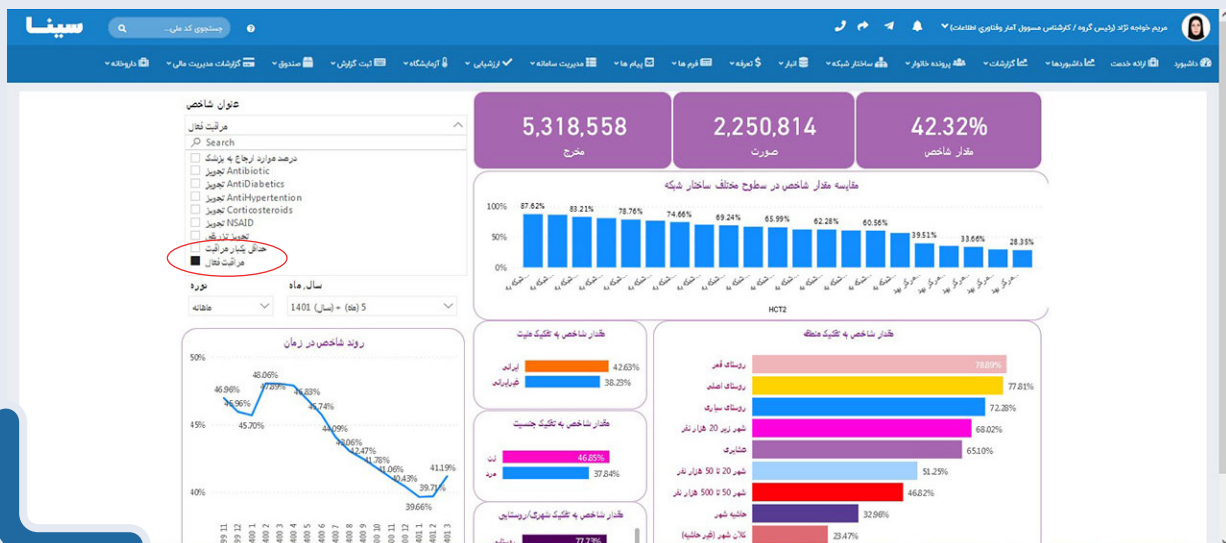 مریم خواجه نژاد (رئیس گروه / کارشناس مسوول آمار وفناوری اطلاعات)
جستجوی کد ملی...
سینا
داشبورد
ارائه خدمت
داشبوردها
گزارشات
پرونده خانوار
ساختار شبکه
تعرفه
انبار
فرم ها
پیام ها
مدیریت سامانه
ارزشیابی
آزمایشگاه
ثبت گزارش
صندوق
گزارشات مدیریت مالی
داروخانه
عنوان شاخص
مراقبت فعال
Search
درصد موارد ارجاع به پزشک
تجویز Antibiotic
تجویز AntiDiabetics
تجویز AntiHypertention
تجویز Corticosteroids
تجویز NSAID
تجویز تزریقی
حداقل یکبار مراقبت
مراقبت فعال
سال, ماه
دوره
5 (ماه) + (سال) 1401
ماهانه
42.32%
مقدار شاخص
2,250,814
صورت
5,318,558
مخرج
مقایسه مقدار شاخص در سطوح مختلف ساختار شبکه
100%
50%
0%
87.62%
83.21%
78.76%
74.66%
69.24%
65.99%
62.28%
60.56%
39.51%
33.66%
28.35%
HCT2
روند شاخص در زمان
50%
45%
40%
46.96%
45.96%
45.70%
48.06%
47.89%
46.83%
45.74%
44.09%
43.06%
42.47%
41.78%
41.06%
40.43%
39.66%
39.71%
41.19%
مقدار شاخص به تفکیک ملیت
ایرانی
42.63%
غیرایرانی
38.23%
مقدار شاخص به تفکیک جنسیت
زن
46.85%
مرد
37.84%
مقدار شاخص به تفکیک شهری/روستایی
روستایی
77.73%
مقدار شاخص به تفکیک منطقه
روستای قمر
78.89%
روستای اصلی
77.81%
روستای سیاری
72.28%
شهر زیر 20 هزار نفر
68.02%
عشایری
65.10%
شهر 20 تا 50 هزار نفر
51.25%
شهر 50 تا 500 هزار نفر
46.82%
حاشیه شهر
32.96%
کلان شهر (غیر حاشیه)
23.47%